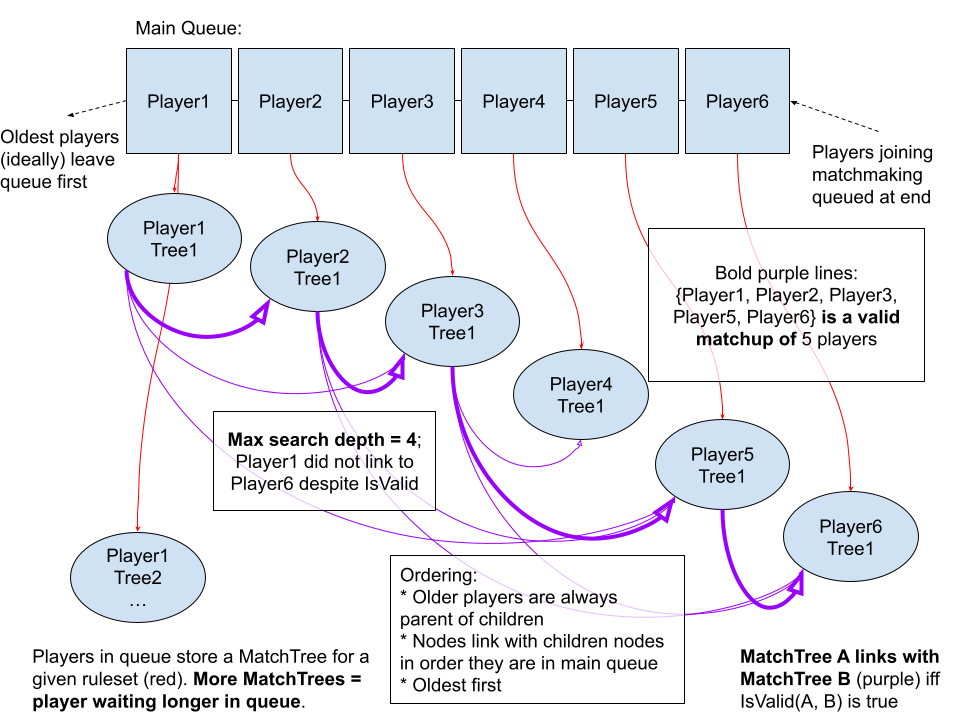 Main Queue:
Player1
Player2
Player3
Player4
Player5
Player6
Oldest players
(ideally) leave
queue first
Players joining
matchmaking
queued at end
Player1
Tree1
Player2
Tree1
Player3
Tree1
Player4
Tree1
Bold purple lines:
{Player1, Player2, Player3,
Player5, Player6} is a valid
matchup of 5 players
Max search depth = 4;
Player1 did not link to
Player6 despite IsValid
Player5
Tree1
Player6
Tree1
Player1
Tree2
...
Ordering:
* Older players are always
parent of children
* Nodes link with children nodes
in order they are in main queue
* Oldest first
Players in queue store a MatchTree for a
given ruleset (red). More MatchTrees =
player waiting longer in queue.
MatchTree A links with
MatchTree B (purple) iff
IsValid(A, B) is true